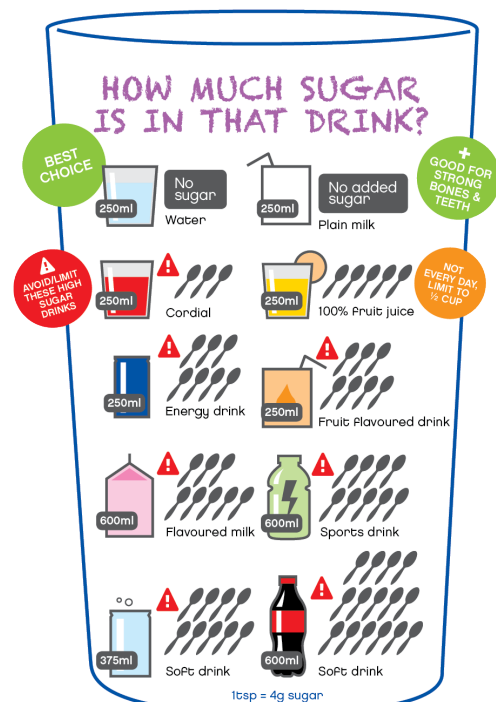 HOW MUCH SUGAR
IS IN THAT DRINK?
BEST
CHOICE
250ml
No
sugar
Water
250ml
No added
sugar
Plain milk
+
GOOD FOR
STRONG
BONES &
TEETH
!
AVOID/LIMIT
THESE HIGH
SUGAR
DRINKS
250ml
!
Cordial
250ml
100% fruit juice
NOT
EVERY DAY,
LIMIT TO
½ CUP
250ml
!
Energy drink
250ml
!
Fruit flavoured drink
600ml
!
Flavoured milk
600ml
!
Sports drink
375ml
!
Soft drink
600ml
!
Soft drink
1tsp = 4g sugar